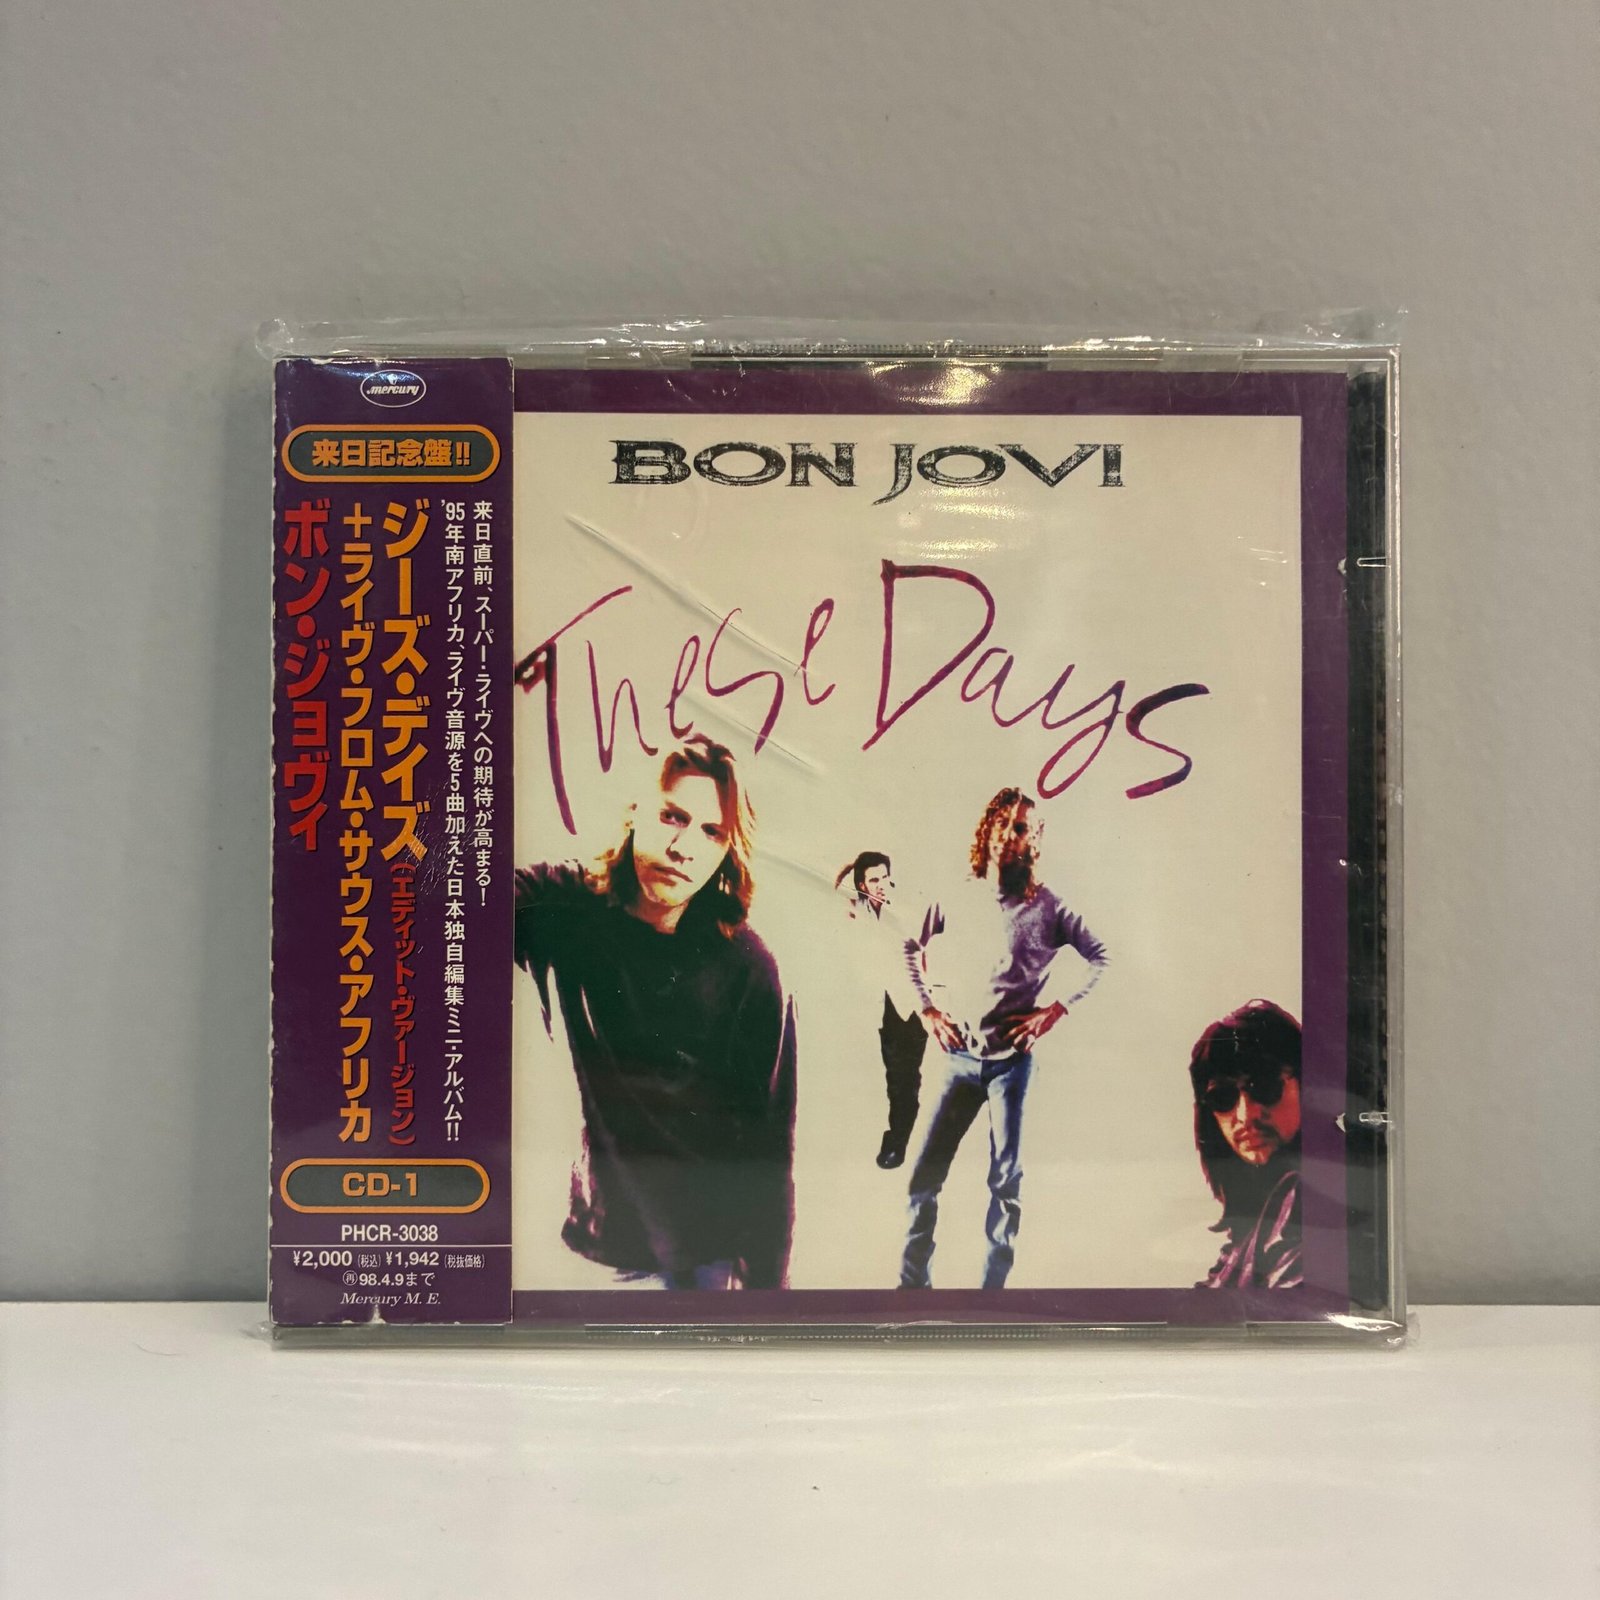 mercury
来日記念盤!!
来日直前、スーパー・ライヴへの期待が高まる!
'95年南アフリカ、ライヴ音源を5曲加えた日本独自編集ミニ・アルバム!!
ジーズ・デイズ(エディット・ヴァージョン)
+ライヴ・フロム・サウス・アフリカ
ボン・ジョヴィ
CD-1
PHCR-3038
¥2,000(税込)¥1,942(税抜価格)
再98.4.9まで
Mercury M. E.
BON JOVI
These Days